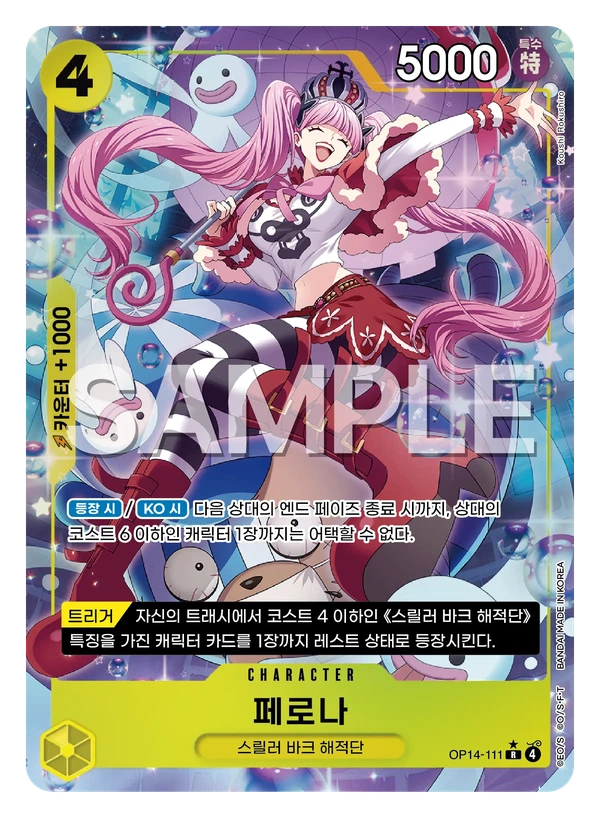 4
5000
특수
特
Koushi Rokushiro
카운터 +1000
SAMPLE
등장 시 / KO 시 다음 상대의 엔드 페이즈 종료 시까지, 상대의
코스트 6 이하인 캐릭터 1장까지는 어택할 수 없다.
트리거 자신의 트래시에서 코스트 4 이하인 《스릴러 바크 해적단》
특징을 가진 캐릭터 카드를 1장까지 레스트 상태로 등장시킨다.
CHARACTER
페로나
스릴러 바크 해적단
OP14-111 ★ R 4
©EO/S ©O/S·F·T BANDAI MADE IN KOREA